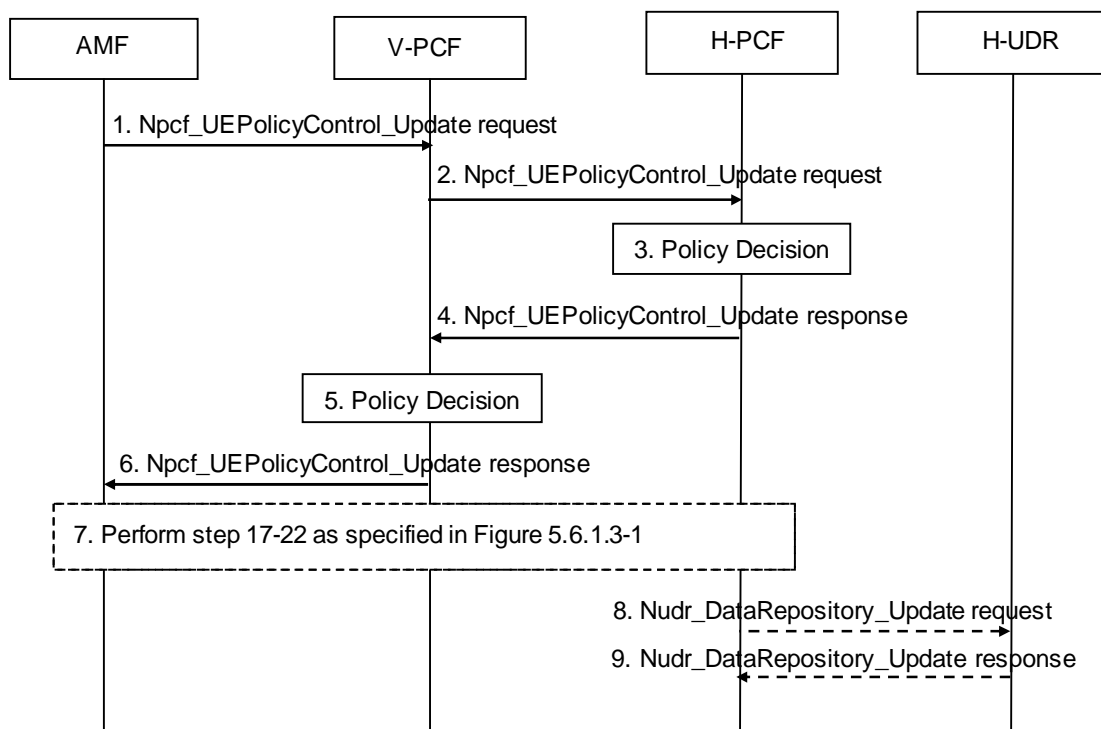 AMF
V-PCF
H-PCF
H-UDR
1. Npcf_UEPolicyControl_Update request
2. Npcf_UEPolicyControl_Update request
3. Policy Decision
4. Npcf_UEPolicyControl_Update response
5. Policy Decision
6. Npcf_UEPolicyControl_Update response
7. Perform step 17-22 as specified in Figure 5.6.1.3-1
8. Nudr_DataRepository_Update request
9. Nudr_DataRepository_Update response